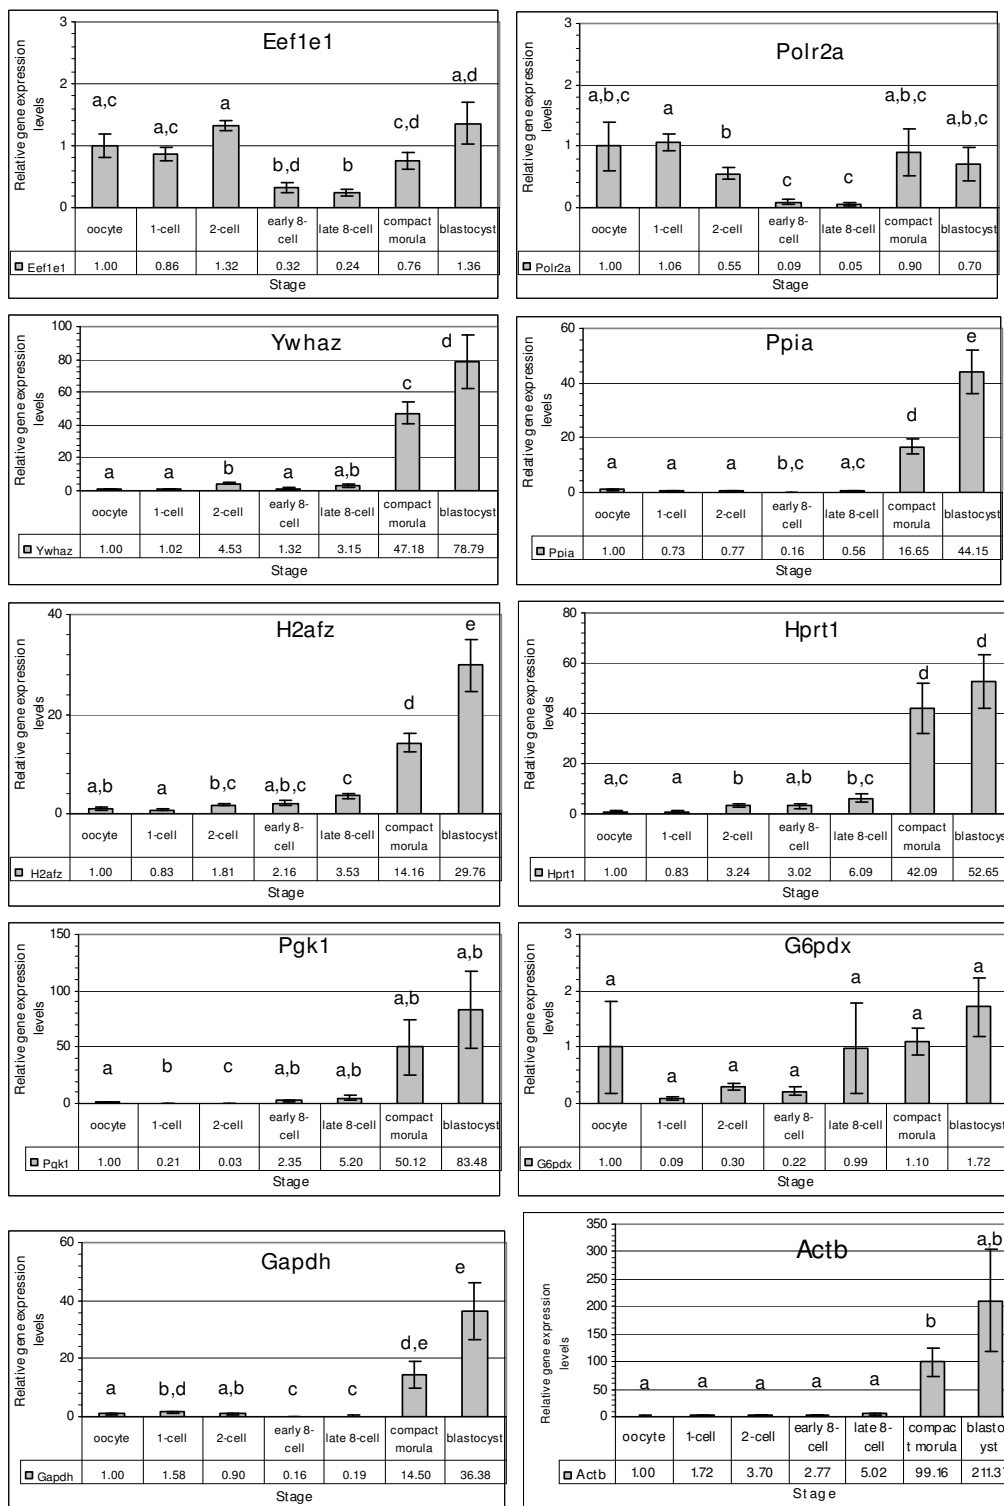 Eef1e1
Relative gene expression levels
3
2
1
0
a,c a,c a b,d b c,d a,d
oocyte 1-cell 2-cell early 8-cell late 8-cell compact morula blastocyst
Eef1e1 1.00 0.86 1.32 0.32 0.24 0.76 1.36
Stage
Polr2a
Relative gene expression levels
3
2
1
0
a,b,c a b c c a,b,c a,b,c
oocyte 1-cell 2-cell early 8-cell late 8-cell compact morula blastocyst
Polr2a 1.00 1.06 0.55 0.09 0.05 0.90 0.70
Stage
Ywhaz
Relative gene expression levels
100
80
60
40
20
0
a a b a a,b c d
oocyte 1-cell 2-cell early 8-cell late 8-cell compact morula blastocyst
Ywhaz 1.00 1.02 4.53 1.32 3.15 47.18 78.79
Stage
Ppia
Relative gene expression levels
60
40
20
0
a a a b,c a,c d e
oocyte 1-cell 2-cell early 8-cell late 8-cell compact morula blastocyst
Ppia 1.00 0.73 0.77 0.16 0.56 16.65 44.15
Stage
H2afz
Relative gene expression levels
40
20
0
a,b a b,c a,b,c c d e
oocyte 1-cell 2-cell early 8-cell late 8-cell compact morula blastocyst
H2afz 1.00 0.83 1.81 2.16 3.53 14.16 29.76
Stage
Hprt1
Relative gene expression levels
80
60
40
20
0
a,c a b a,b b,c d d
oocyte 1-cell 2-cell early 8-cell late 8-cell compact morula blastocyst
Hprt1 1.00 0.83 3.24 3.02 6.09 42.09 52.65
Stage
Pgk1
Relative gene expression levels
150
100
50
0
a b c a,b a,b a,b a,b
oocyte 1-cell 2-cell early 8-cell late 8-cell compact morula blastocyst
Pgk1 1.00 0.21 0.03 2.35 5.20 50.12 83.48
Stage
G6pdx
Relative gene expression levels
3
2
1
0
a a a a a a a
oocyte 1-cell 2-cell early 8-cell late 8-cell compact morula blastocyst
G6pdx 1.00 0.09 0.30 0.22 0.99 1.10 1.72
Stage
Gapdh
Relative gene expression levels
60
40
20
0
a b,d a,b c c d,e e
oocyte 1-cell 2-cell early 8-cell late 8-cell compact morula blastocyst
Gapdh 1.00 1.58 0.90 0.16 0.19 14.50 36.38
Stage
Actb
Relative gene expression levels
350
300
250
200
150
100
50
0
a a a a a b a,b
oocyte 1-cell 2-cell early 8-cell late 8-cell compac t morula blasto cyst
Actb 1.00 1.72 3.70 2.77 5.02 99.16
Stage